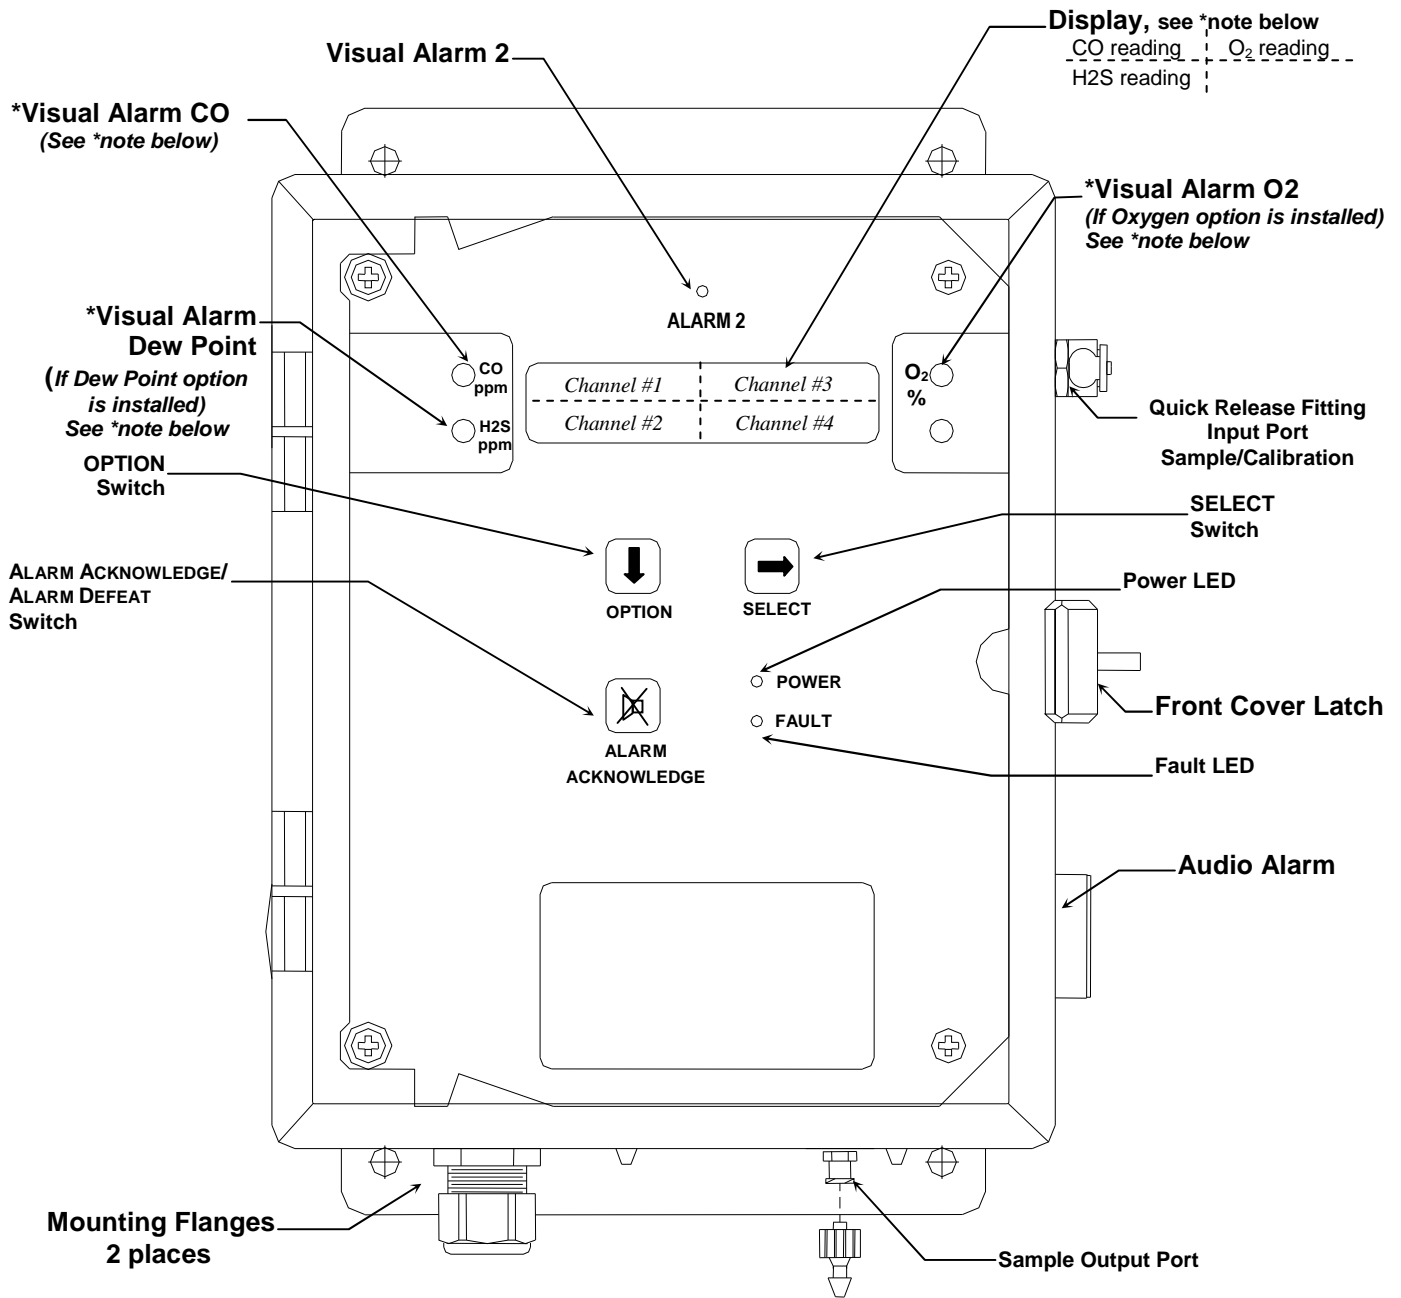 Display, see *note below
CO reading O₂ reading
H2S reading
Visual Alarm 2
*Visual Alarm CO
(See *note below)
*Visual Alarm O2
(If Oxygen option is installed)
See *note below
ALARM 2
*Visual Alarm
Dew Point
(If Dew Point option
is installed)
See *note below
CO
ppm
H2S
ppm
Channel #1 Channel #3
Channel #2 Channel #4
O₂
%
Quick Release Fitting
Input Port
Sample/Calibration
OPTION
Switch
SELECT
Switch
ALARM ACKNOWLEDGE/
ALARM DEFEAT
Switch
OPTION
SELECT
Power LED
POWER
FAULT
Front Cover Latch
ALARM
ACKNOWLEDGE
Fault LED
Audio Alarm
Mounting Flanges
2 places
Sample Output Port